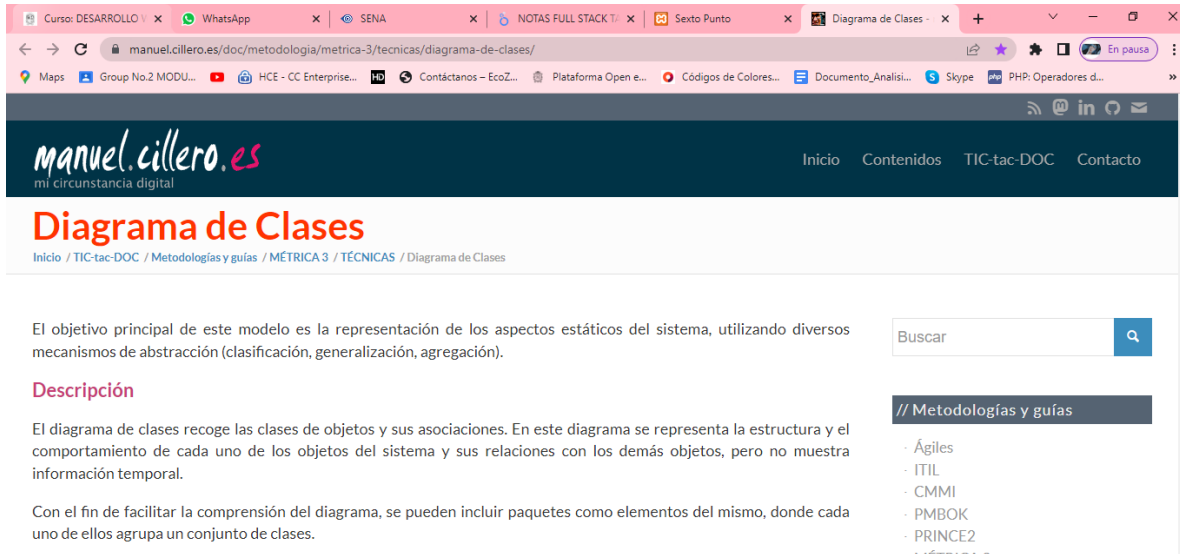 Curso: DESARROLLO V
WhatsApp
SENA
NOTAS FULL STACK TA
Sexto Punto
Diagrama de Clases -
manuel.cillero.es/doc/metodologia/metrica-3/tecnicas/diagrama-de-clases/
En pausa
Maps
Group No.2 MODU...
HCE - CC Enterprise...
HD
Contáctanos – EcoZ...
Plataforma Open e...
Códigos de Colores...
Documento_Analisi...
Skype
php
PHP: Operadores d...
»
manuel.cillero.es
mi circunstancia digital
Inicio
Contenidos
TIC-tac-DOC
Contacto
Diagrama de Clases
Inicio / TIC-tac-DOC / Metodologías y guías / MÉTRICA 3 / TÉCNICAS / Diagrama de Clases
El objetivo principal de este modelo es la representación de los aspectos estáticos del sistema, utilizando diversos
mecanismos de abstracción (clasificación, generalización, agregación).
Descripción
El diagrama de clases recoge las clases de objetos y sus asociaciones. En este diagrama se representa la estructura y el
comportamiento de cada uno de los objetos del sistema y sus relaciones con los demás objetos, pero no muestra
información temporal.
Con el fin de facilitar la comprensión del diagrama, se pueden incluir paquetes como elementos del mismo, donde cada
uno de ellos agrupa un conjunto de clases.
Buscar
// Metodologías y guías
- Ágiles
- ITIL
- CMMI
- PMBOK
- PRINCE2